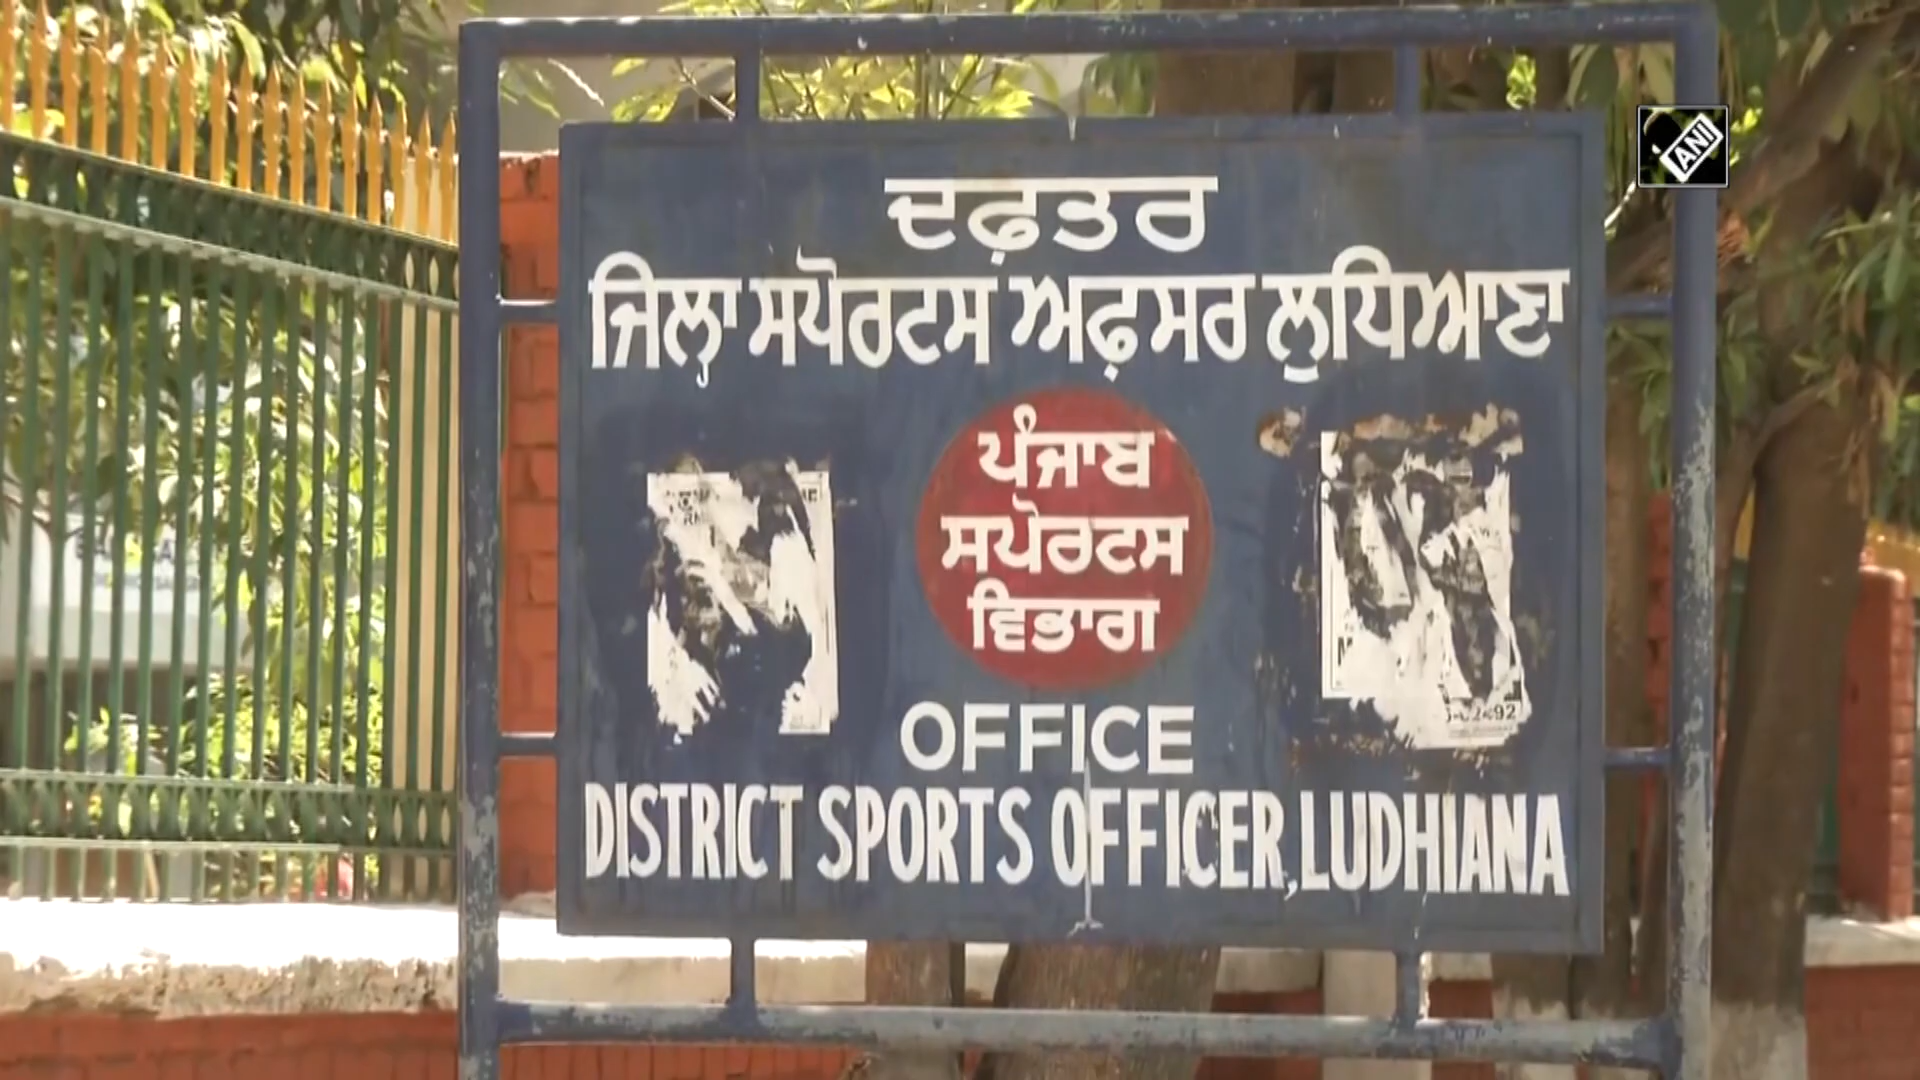 ANI
ਦਫ਼ਤਰ
ਜਿਲ੍ਹਾ ਸਪੋਰਟਸ ਅਫ਼ਸਰ ਲੁਧਿਆਣਾ
ਪੰਜਾਬ
ਸਪੋਰਟਸ
ਵਿਭਾਗ
OFFICE
DISTRICT SPORTS OFFICER,LUDHIANA